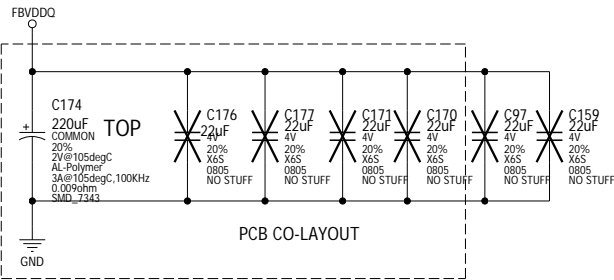 FBVDDQ
C174
220uF
COMMON
20%
2V@105degC
AL-Polymer
3A@105degC,100KHz
0.009ohm
SMD_7343
TOP
C176
22uF
4V
20%
X6S
0805
NO STUFF
C177
22uF
4V
20%
X6S
0805
NO STUFF
C171
22uF
4V
20%
X6S
0805
NO STUFF
C170
22uF
4V
20%
X6S
0805
NO STUFF
C97
22uF
4V
20%
X6S
0805
NO STUFF
C159
22uF
4V
20%
X6S
0805
NO STUFF
PCB CO-LAYOUT
GND